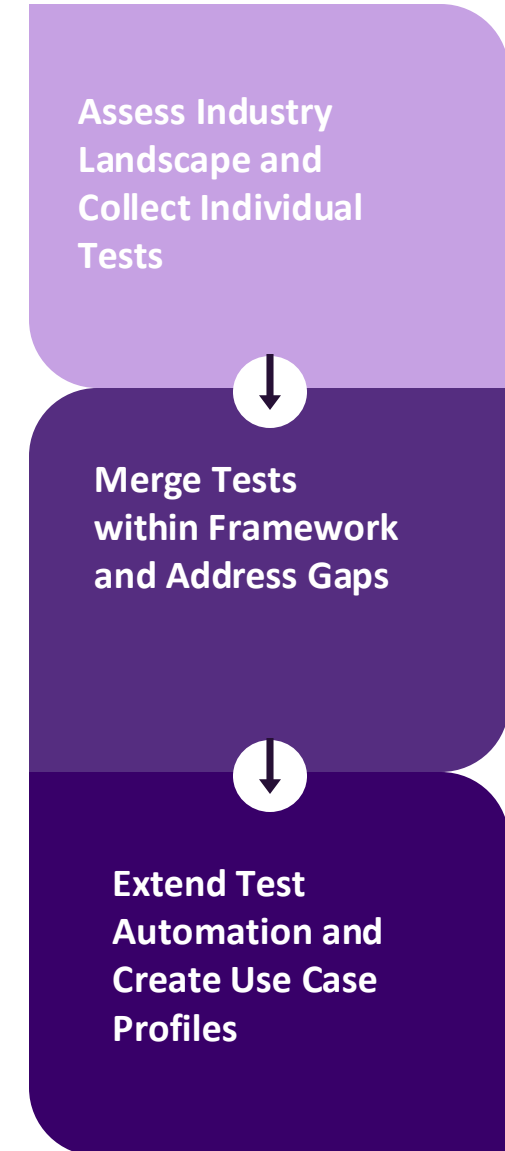 Assess Industry
Landscape and
Collect Individual
Tests
Merge Tests
within Framework
and Address Gaps
Extend Test
Automation and
Create Use Case
Profiles